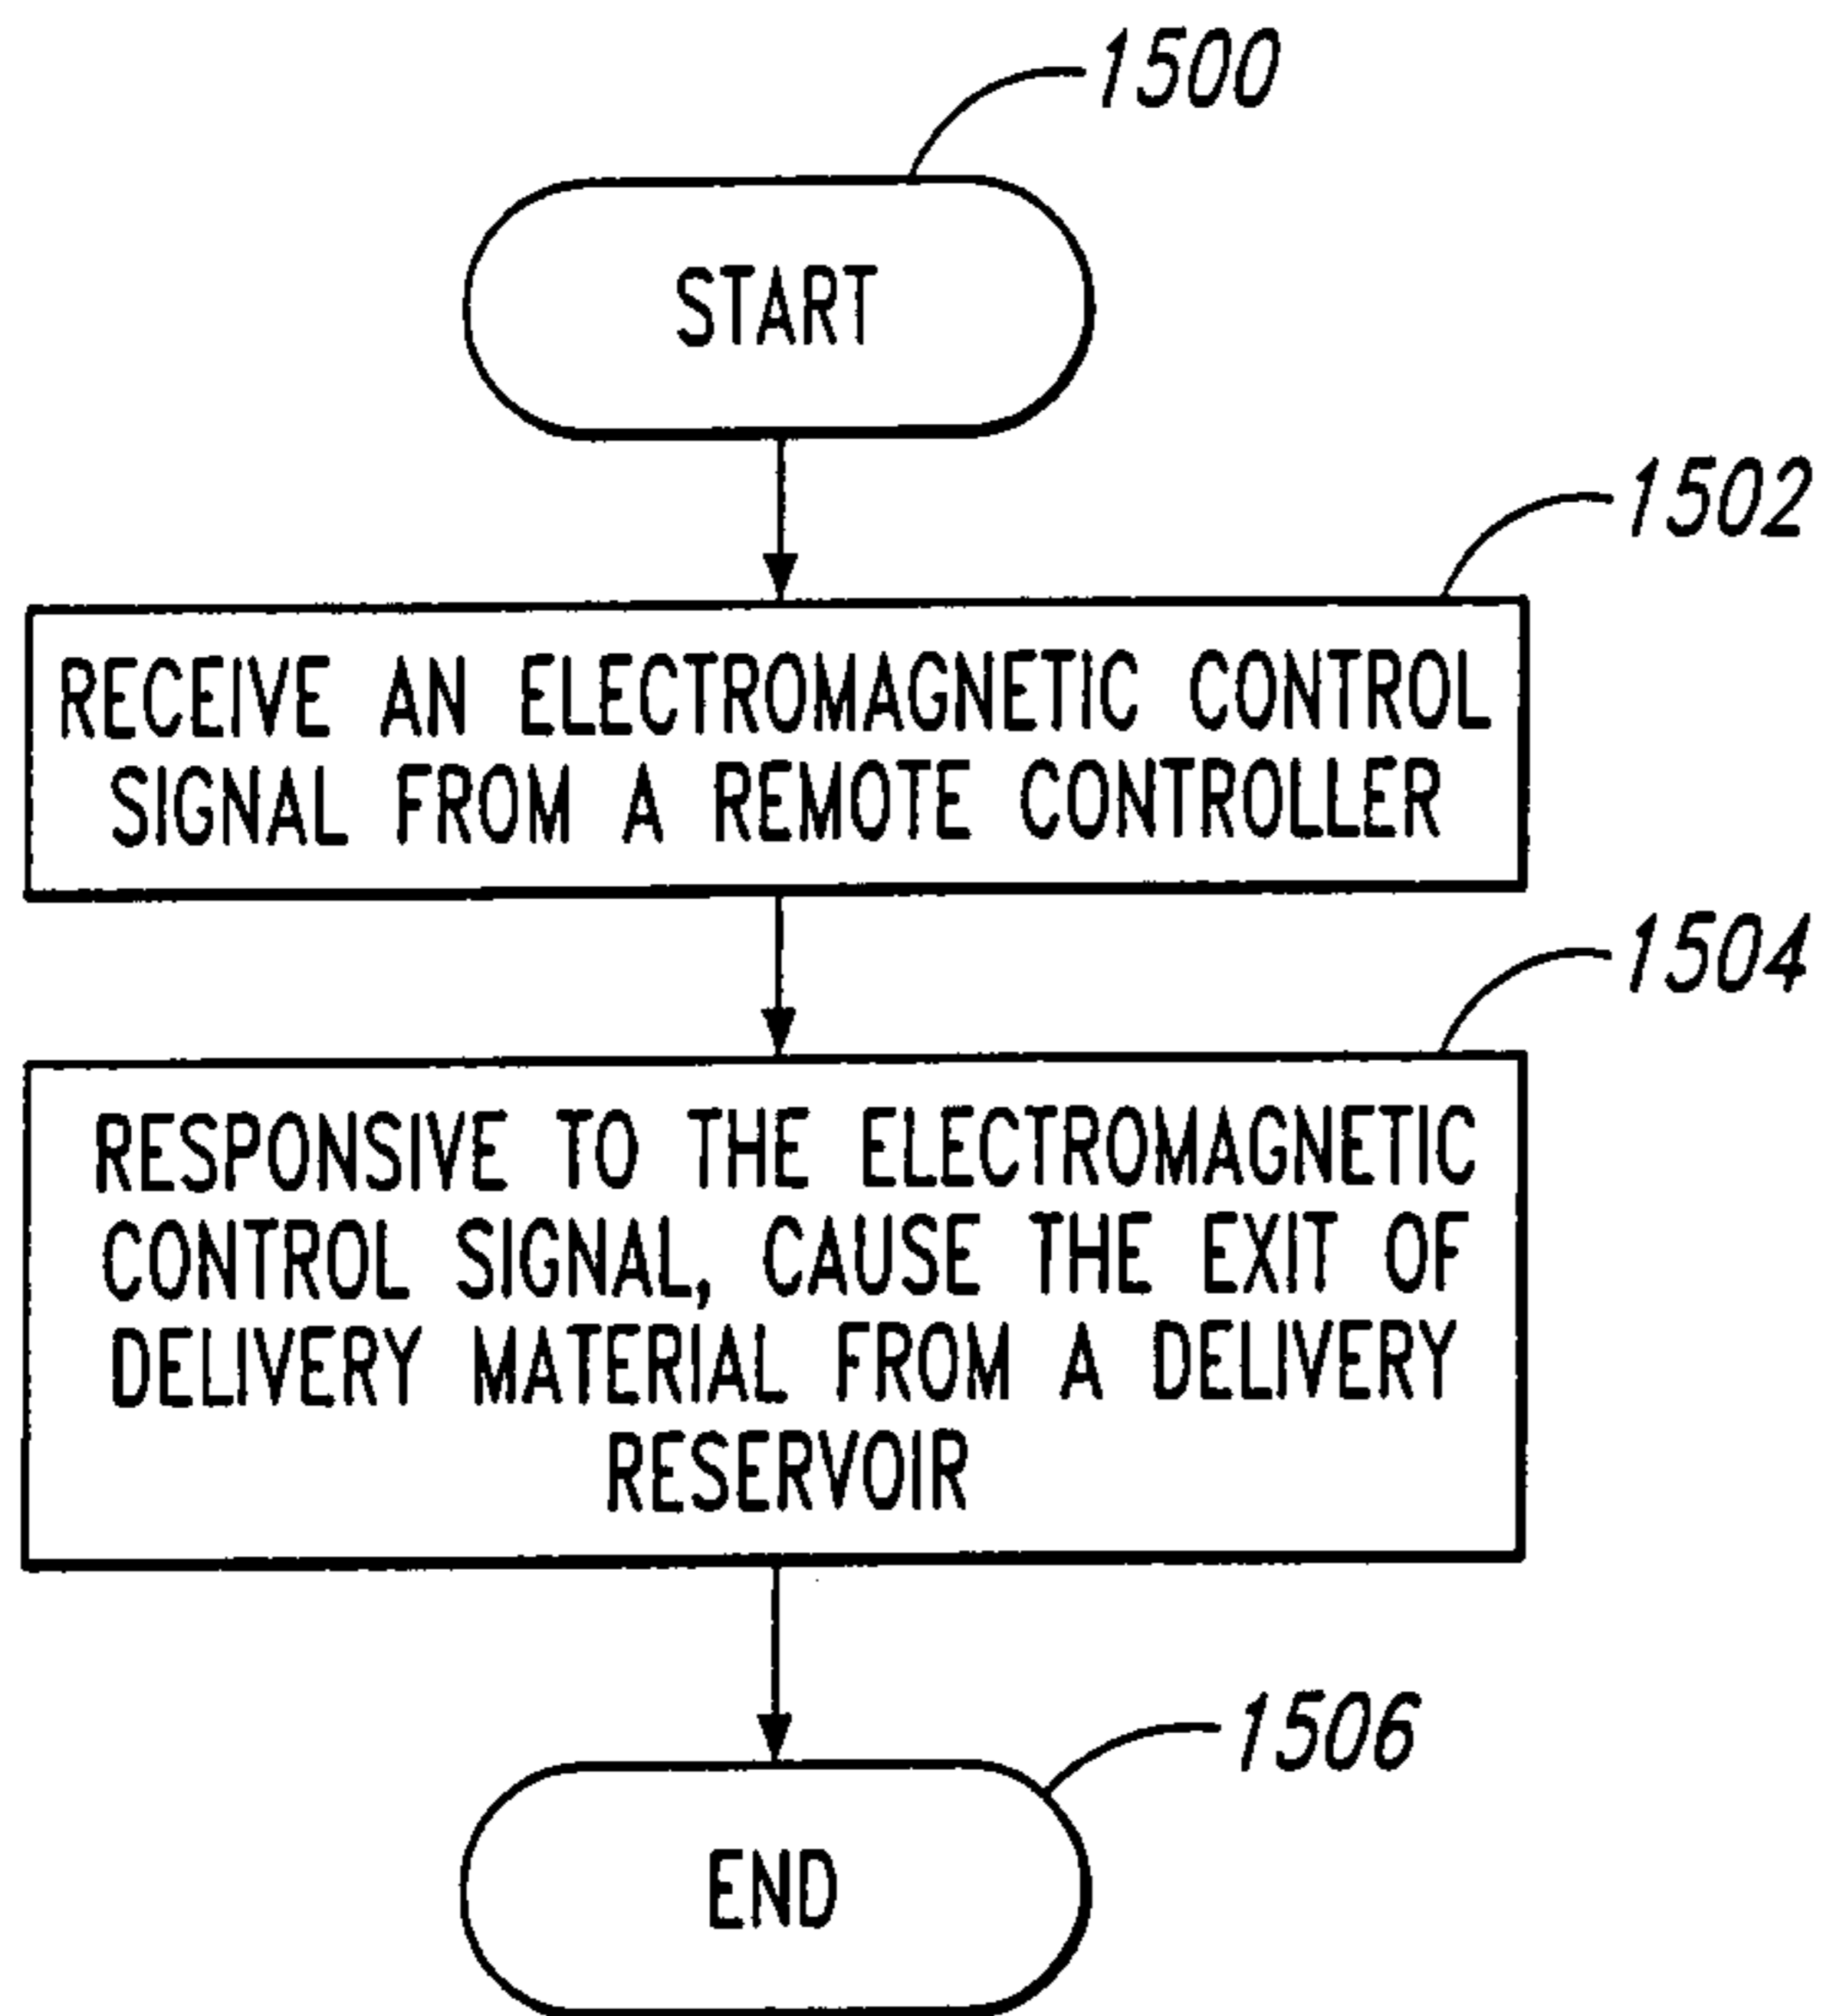 1500
START
1502
RECEIVE AN ELECTROMAGNETIC CONTROL
SIGNAL FROM A REMOTE CONTROLLER
1504
RESPONSIVE TO THE ELECTROMAGNETIC
CONTROL SIGNAL, CAUSE THE EXIT OF
DELIVERY MATERIAL FROM A DELIVERY
RESERVOIR
1506
END